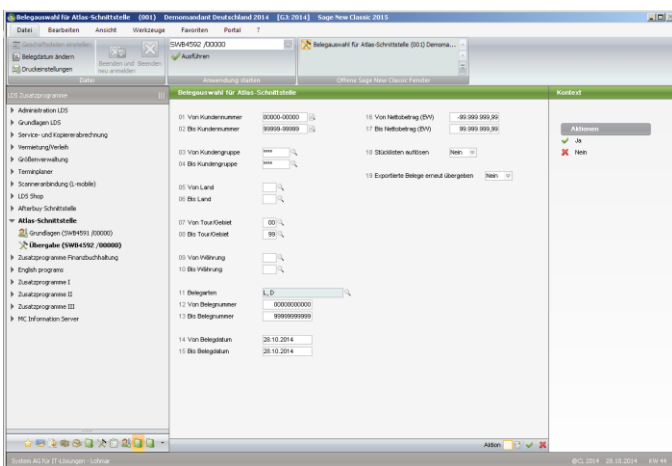 Belegauswahl für Atlas-Schnittstelle (001) Demomandant Deutschland 2014 [G3:2014] Sage New Classic 2015
Datei Bearbeiten Ansicht Werkzeuge Favoriten Portal ?
Geschäftsdaten einstellen
Belegdatum ändern
Druckeinstellungen
Beenden und neu anmelden
Beenden
Datei
SWB4592 /00000
Ausführen
Anwendung starten
Belegauswahl für Atlas-Schnittstelle (001) Demoma...
Offene Sage New Classic Fenster
LDS Zusatzprogramme
Administration LDS
Grundlagen LDS
Service- und Kopiererabrechnung
Vermietung/Verleih
Größenverwaltung
Terminplaner
Scanneranbindung (L-mobile)
LDS Shop
Afterbuy Schnittstelle
Atlas-Schnittstelle
Grundlagen (SWB4591 /00000)
Übergabe (SWB4592 /00000)
Zusatzprogramme Finanzbuchhaltung
English programs
Zusatzprogramme I
Zusatzprogramme II
Zusatzprogramme III
MC Information Server
Belegauswahl für Atlas-Schnittstelle
01 Von Kundennummer 00000-00000
02 Bis Kundennummer 99999-99999
03 Von Kundengruppe ****
04 Bis Kundengruppe ****
05 Von Land
06 Bis Land
07 Von Tour/Gebiet 00
08 Bis Tour/Gebiet 99
09 Von Währung
10 Bis Währung
11 Belegarten L, D
12 Von Belegnummer 00000000000
13 Bis Belegnummer 99999999999
14 Von Belegdatum 28.10.2014
15 Bis Belegdatum 28.10.2014
16 Von Nettobetrag (EW) -99.999.999,99
17 Bis Nettobetrag (EW) 99.999.999,99
18 Stücklisten auflösen Nein
19 Exportierte Belege erneut übergeben Nein
Kontext
Aktionen
Ja
Nein
Aktion
System AG für IT-Lösungen - Lohmar
©CL 2014 28.10.2014 KW 44